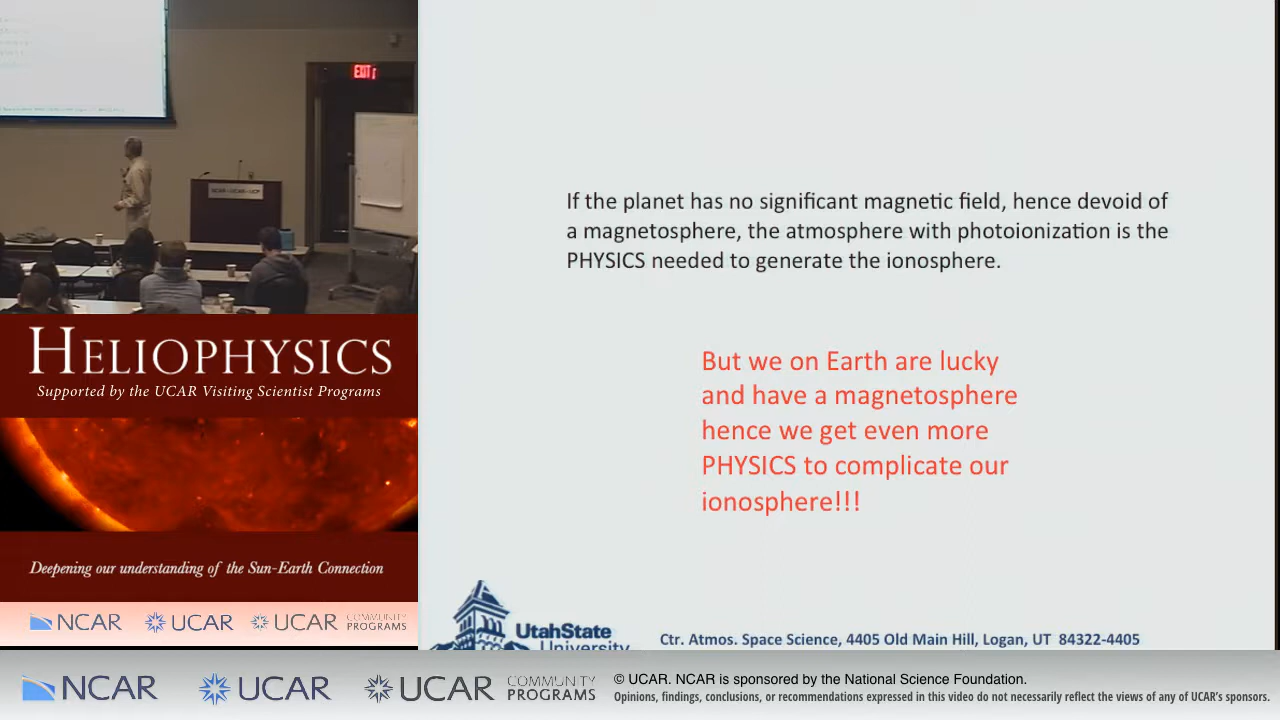 EXIT
NCAR-UCAR-UCP
HELIOPHYSICS
Supported by the UCAR Visiting Scientist Programs
Deepening our understanding of the Sun-Earth Connection
NCAR UCAR UCAR COMMUNITY PROGRAMS
If the planet has no significant magnetic field, hence devoid of
a magnetosphere, the atmosphere with photoionization is the
PHYSICS needed to generate the ionosphere.
But we on Earth are lucky
and have a magnetosphere
hence we get even more
PHYSICS to complicate our
ionosphere!!!
UtahState
University
Ctr. Atmos. Space Science, 4405 Old Main Hill, Logan, UT 84322-4405
NCAR UCAR UCAR COMMUNITY PROGRAMS
© UCAR. NCAR is sponsored by the National Science Foundation.
Opinions, findings, conclusions, or recommendations expressed in this video do not necessarily reflect the views of any of UCAR's sponsors.